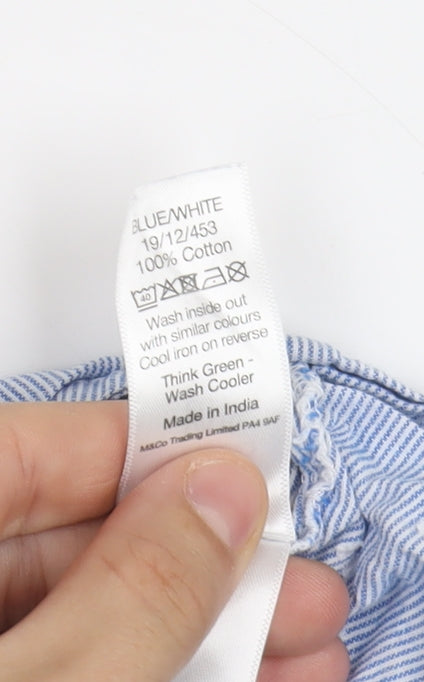 BLUE/WHITE
19/12/453
100% Cotton
40
Wash inside out
with similar colours
Cool iron on reverse
Think Green -
Wash Cooler
Made in India
M&Co Trading Limited PA4 9AF